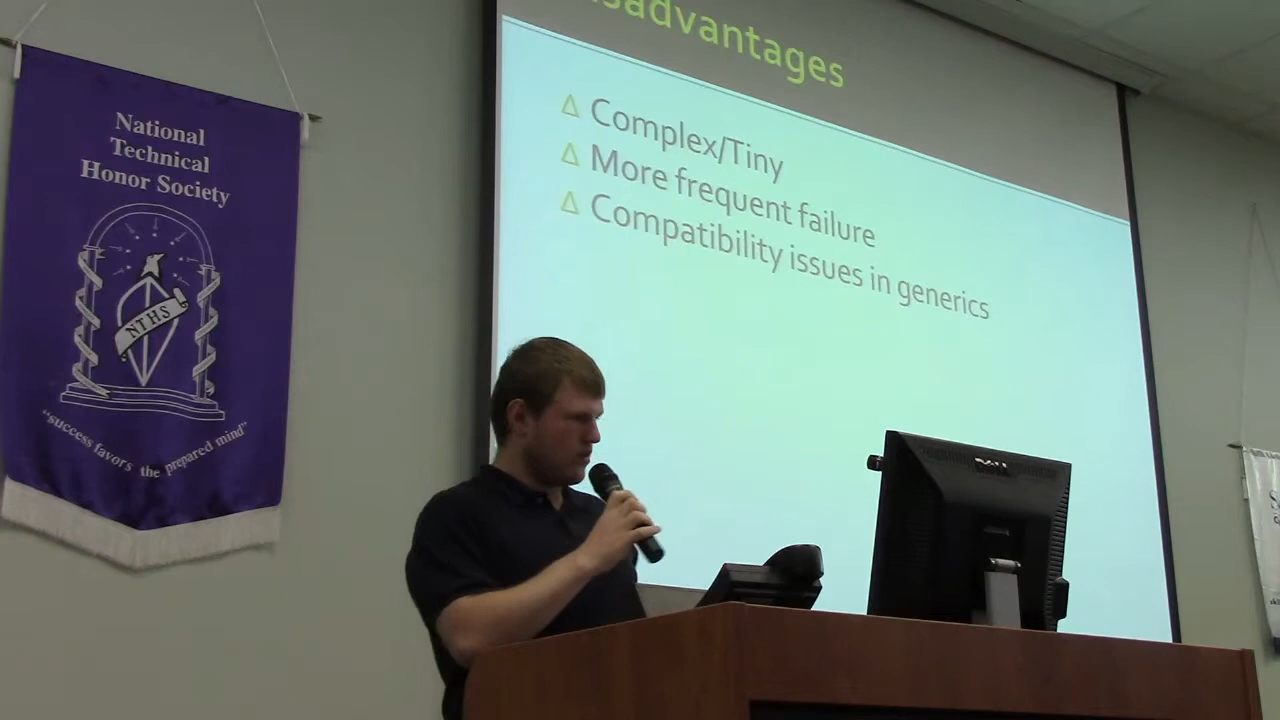 National
Technical
Honor Society
NTHS
"success favors the prepared mind"
sadvantages
Δ Complex/Tiny
Δ More frequent failure
Δ Compatibility issues in generics
DELL